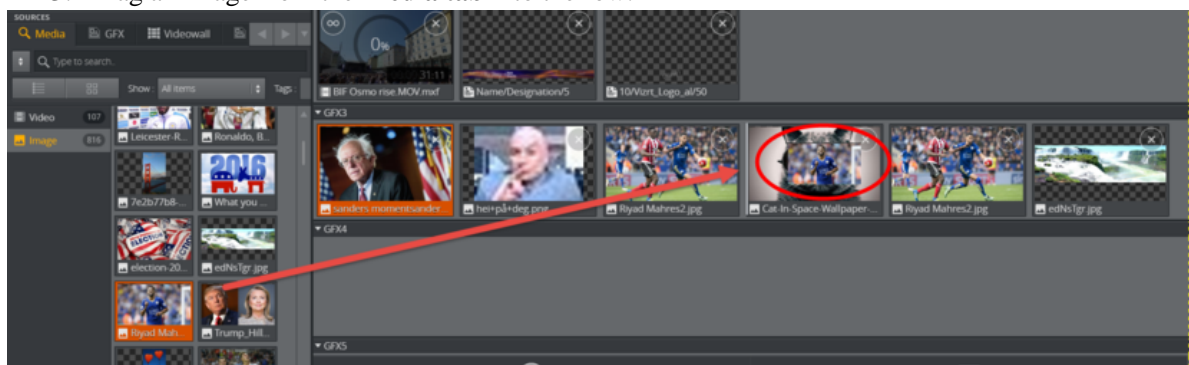 SOURCES
Media GFX Videowall
Type to search.
Show: All items Tags:
Video 107
Image 816
Leicester-R... Ronaldo, B...
7e2b77b8-... What you ...
2016
ELECTION
election-20... edNsTgr.jpg
Riyad Mah... Trump_Hill...
0%
31:11
BIF Osmo rise.MOV.mxf Name/Designation/5 10/Vizrt_Logo_al/50
GFX3
sanders.momentsander... hei+på+deg.png Riyad Mahres2.jpg Cat-In-Space-Wallpaper-... Riyad Mahres2.jpg edNsTgr.jpg
GFX4
GFX5